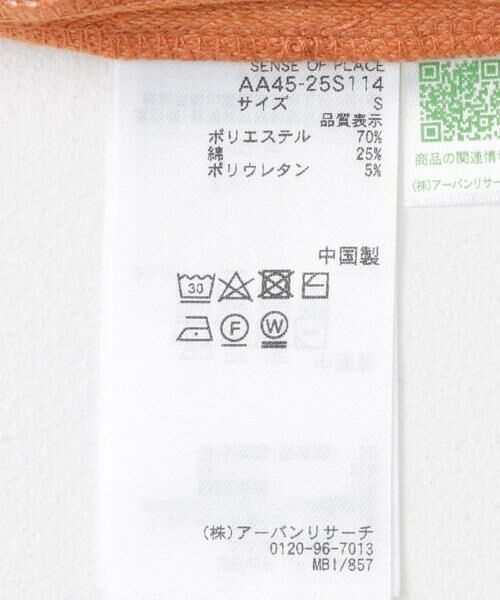 SENSE OF PLACE
AA45-25S114
サイズ S
品質表示
ポリエステル 70%
綿 25%
ポリウレタン 5%
中国製
30
F W
(株)アーバンリサーチ
0120-96-7013
MBI/857
商品の関連情
(株)アーバンリサー